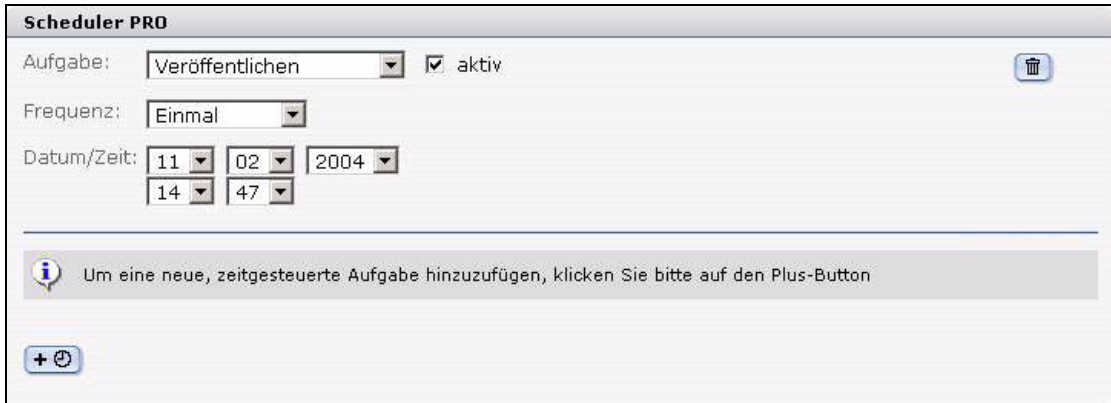 Scheduler PRO
Aufgabe: Veröffentlichen aktiv
Frequenz: Einmal
Datum/Zeit: 11 02 2004
14 47
Um eine neue, zeitgesteuerte Aufgabe hinzuzufügen, klicken Sie bitte auf den Plus-Button
+